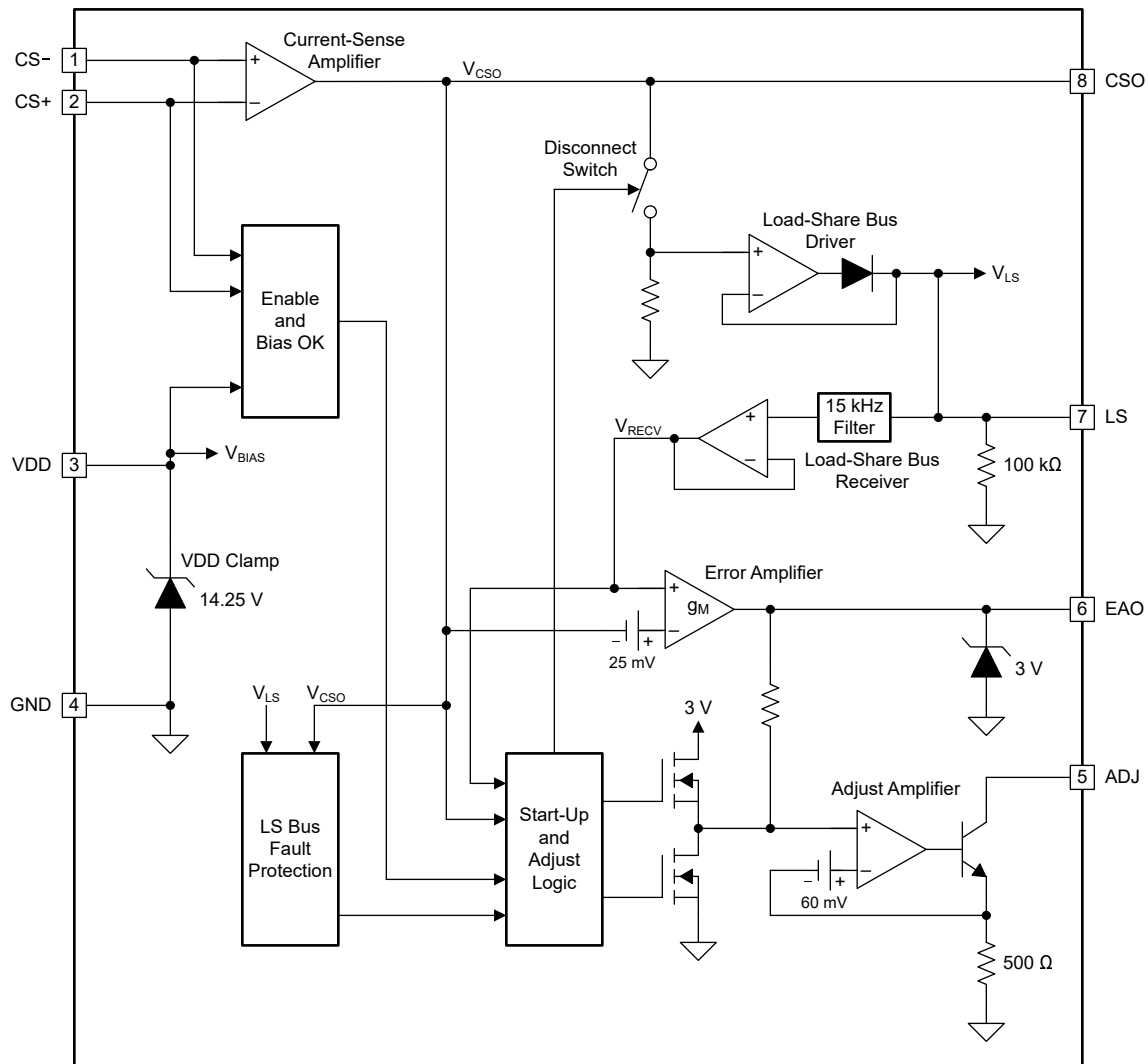 CS−
1
+
Current-Sense
Amplifier
V_CSO
8
CSO
CS+
2
−
Disconnect
Switch
Load-Share Bus
Driver
+
−
V_LS
Enable
and
Bias OK
15 kHz
Filter
7
LS
+
−
V_RECV
Load-Share Bus
Receiver
100 kΩ
VDD
3
V_BIAS
VDD Clamp
14.25 V
Error Amplifier
+
g_M
−
6
EAO
−
+
25 mV
3 V
GND
4
V_LS
V_CSO
3 V
5
ADJ
Adjust Amplifier
LS Bus
Fault
Protection
Start-Up
and
Adjust
Logic
+
−
−
+
60 mV
500 Ω